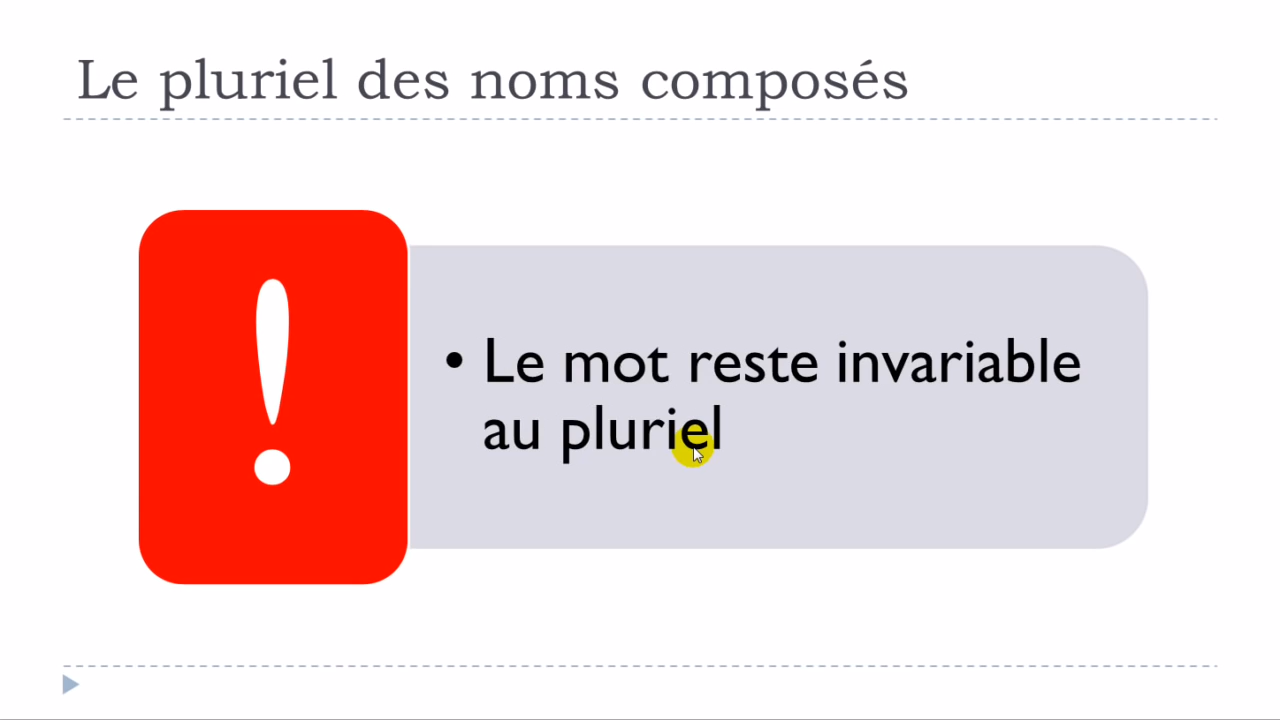 Le pluriel des noms composés
!
• Le mot reste invariable
au pluriel